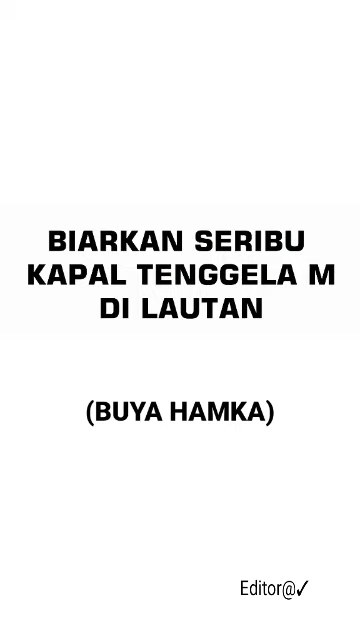 BIARKAN SERIBU
KAPAL TENGGELA M
DI LAUTAN
(BUYA HAMKA)
Editor@✓